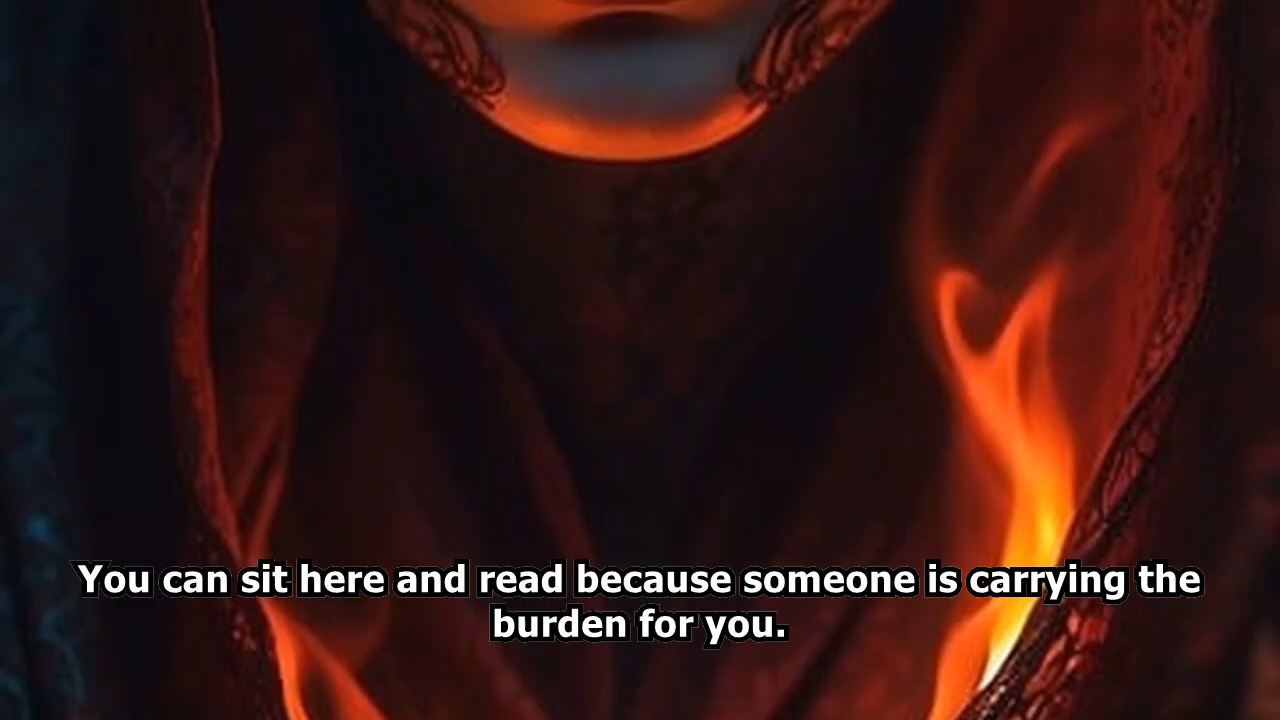 You can sit here and read because someone is carrying the
burden for you.